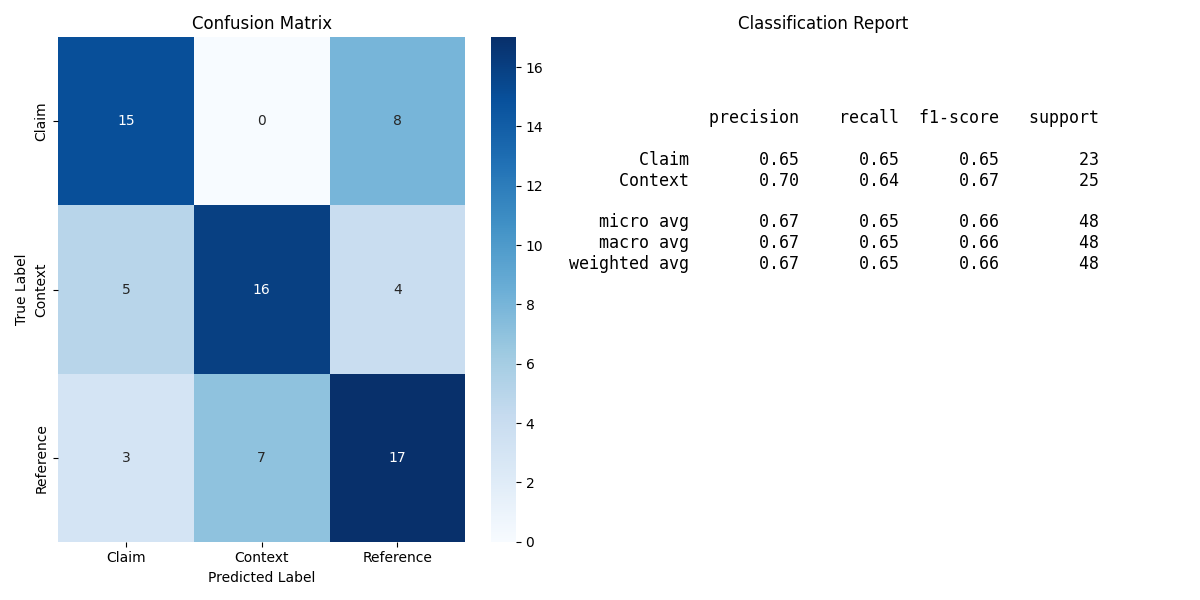 Confusion Matrix
Claim
15
0
8
Context
5
16
4
Reference
3
7
17
True Label
Claim Context Reference
Predicted Label
16
14
12
10
8
6
4
2
0
Classification Report
precision recall f1-score support
Claim 0.65 0.65 0.65 23
Context 0.70 0.64 0.67 25
micro avg 0.67 0.65 0.66 48
macro avg 0.67 0.65 0.66 48
weighted avg 0.67 0.65 0.66 48